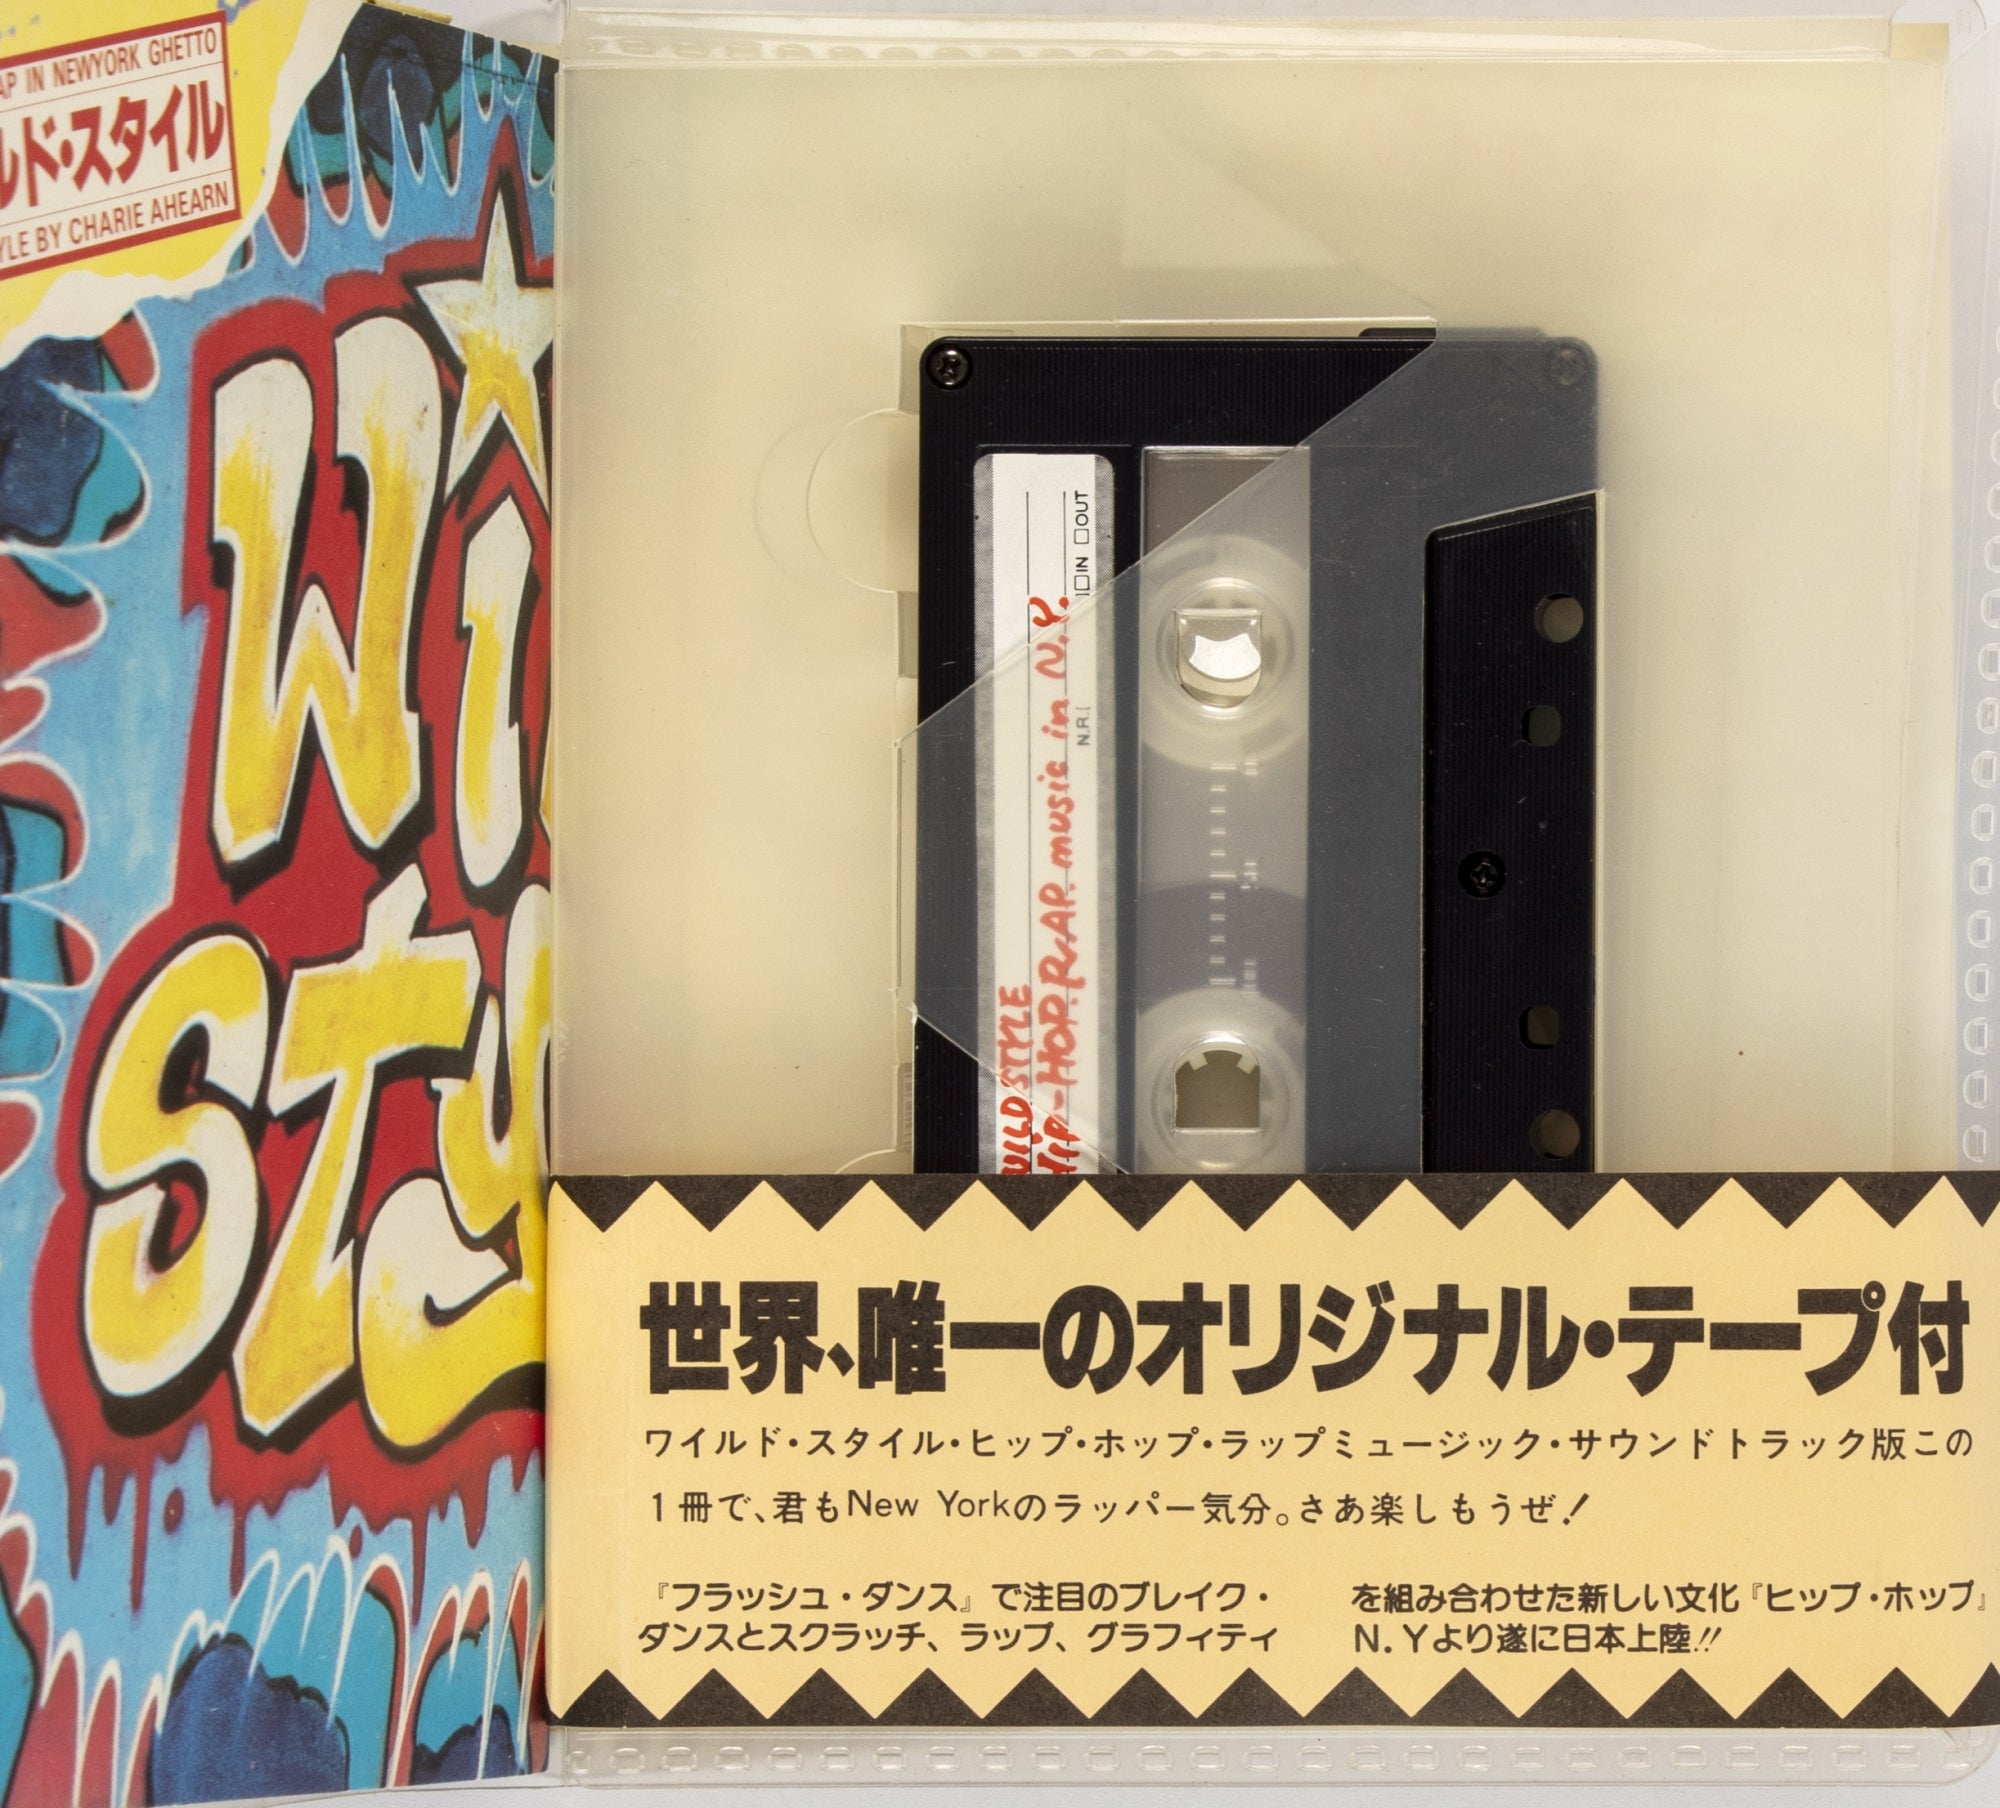 AP IN NEWYORK GHETTO
ルド・スタイル
YLE BY CHARIE AHEARN
Wi
Sty
WILD STYLE
Hip-HOP. RAP. music in N.Y.
N.R. IN OUT
世界、唯一のオリジナル・テープ付
ワイルド・スタイル・ヒップ・ホップ・ラップミュージック・サウンドトラック版この
1冊で、君もNew Yorkのラッパー気分。さあ楽しもうぜ！
『フラッシュ・ダンス』で注目のブレイク・
ダンスとスクラッチ、ラップ、グラフィティ
を組み合わせた新しい文化『ヒップ・ホップ』
N.Yより遂に日本上陸!!